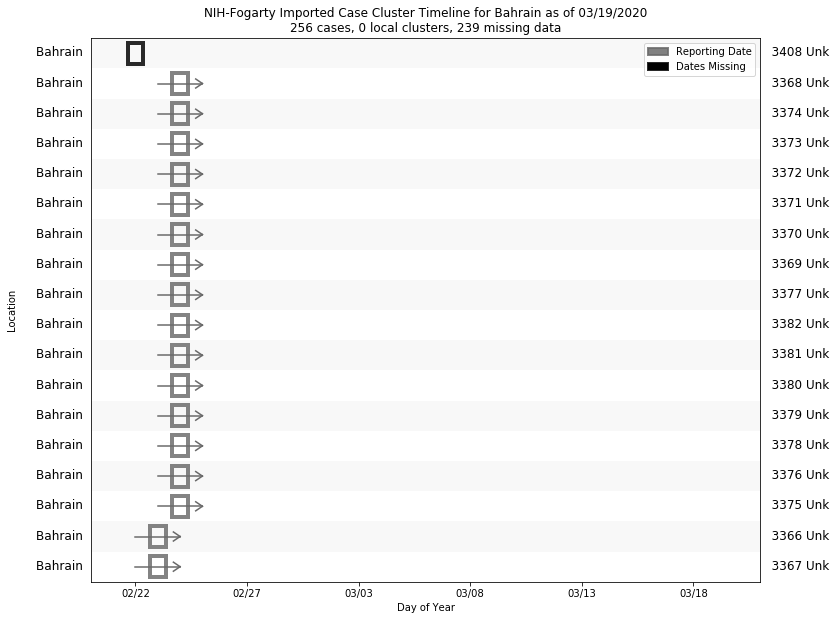 NIH-Fogarty Imported Case Cluster Timeline for Bahrain as of 03/19/2020
256 cases, 0 local clusters, 239 missing data
Reporting Date
Dates Missing
Bahrain 3408 Unk
Bahrain 3368 Unk
Bahrain 3374 Unk
Bahrain 3373 Unk
Bahrain 3372 Unk
Bahrain 3371 Unk
Bahrain 3370 Unk
Bahrain 3369 Unk
Bahrain 3377 Unk
Bahrain 3382 Unk
Bahrain 3381 Unk
Bahrain 3380 Unk
Bahrain 3379 Unk
Bahrain 3378 Unk
Bahrain 3376 Unk
Bahrain 3375 Unk
Bahrain 3366 Unk
Bahrain 3367 Unk
Location
02/22 02/27 03/03 03/08 03/13 03/18
Day of Year